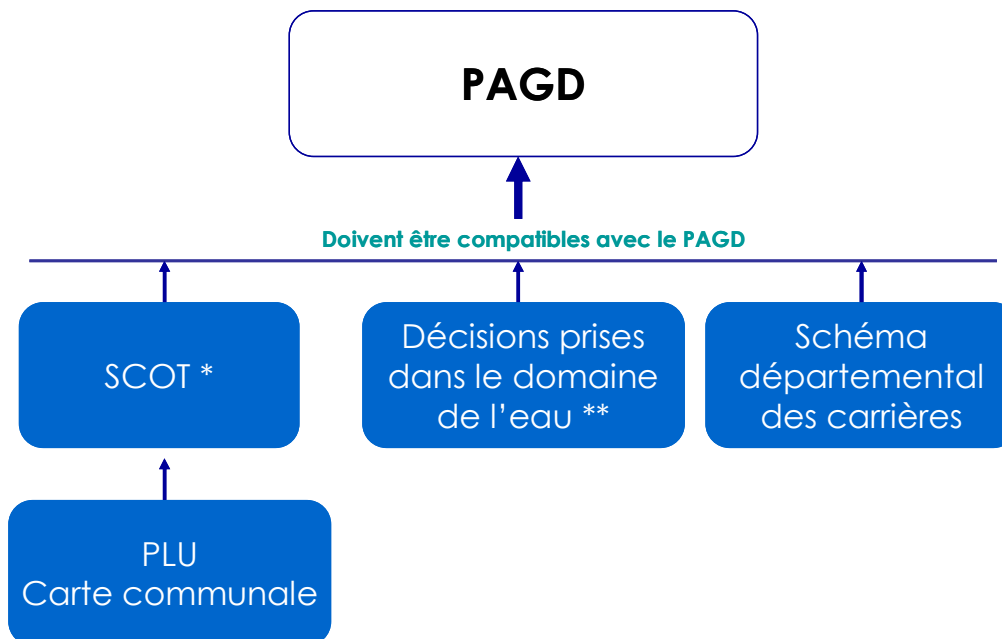 PAGD
Doivent être compatibles avec le PAGD
SCOT *
Décisions prises
dans le domaine
de l’eau **
Schéma
départemental
des carrières
PLU
Carte communale